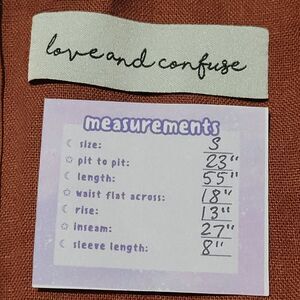 love and confuse
measurements
size: S
pit to pit: 23"
length: 55"
waist flat across: 18"
rise: 13"
inseam: 27"
sleeve length: 8"